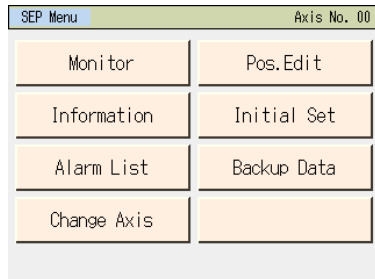 SEP Menu Axis No. 00
Monitor Pos.Edit
Information Initial Set
Alarm List Backup Data
Change Axis